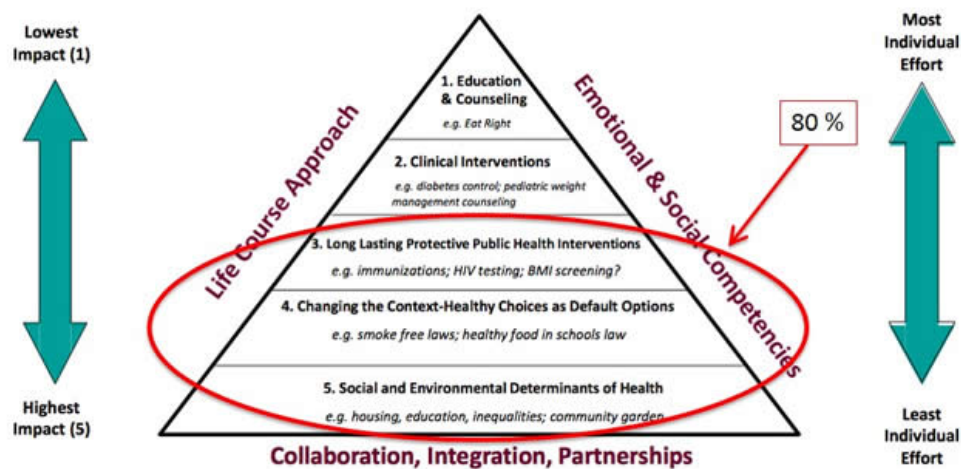 Lowest
Impact (1)
Most
Individual
Effort
1. Education
& Counseling
e.g. Eat Right
80 %
2. Clinical Interventions
e.g. diabetes control; pediatric weight
management counseling
Life Course Approach
Emotional & Social Competencies
3. Long Lasting Protective Public Health Interventions
e.g. immunizations; HIV testing; BMI screening?
4. Changing the Context-Healthy Choices as Default Options
e.g. smoke free laws; healthy food in schools law
5. Social and Environmental Determinants of Health
e.g. housing, education, inequalities; community garden
Highest
Impact (5)
Least
Individual
Effort
Collaboration, Integration, Partnerships